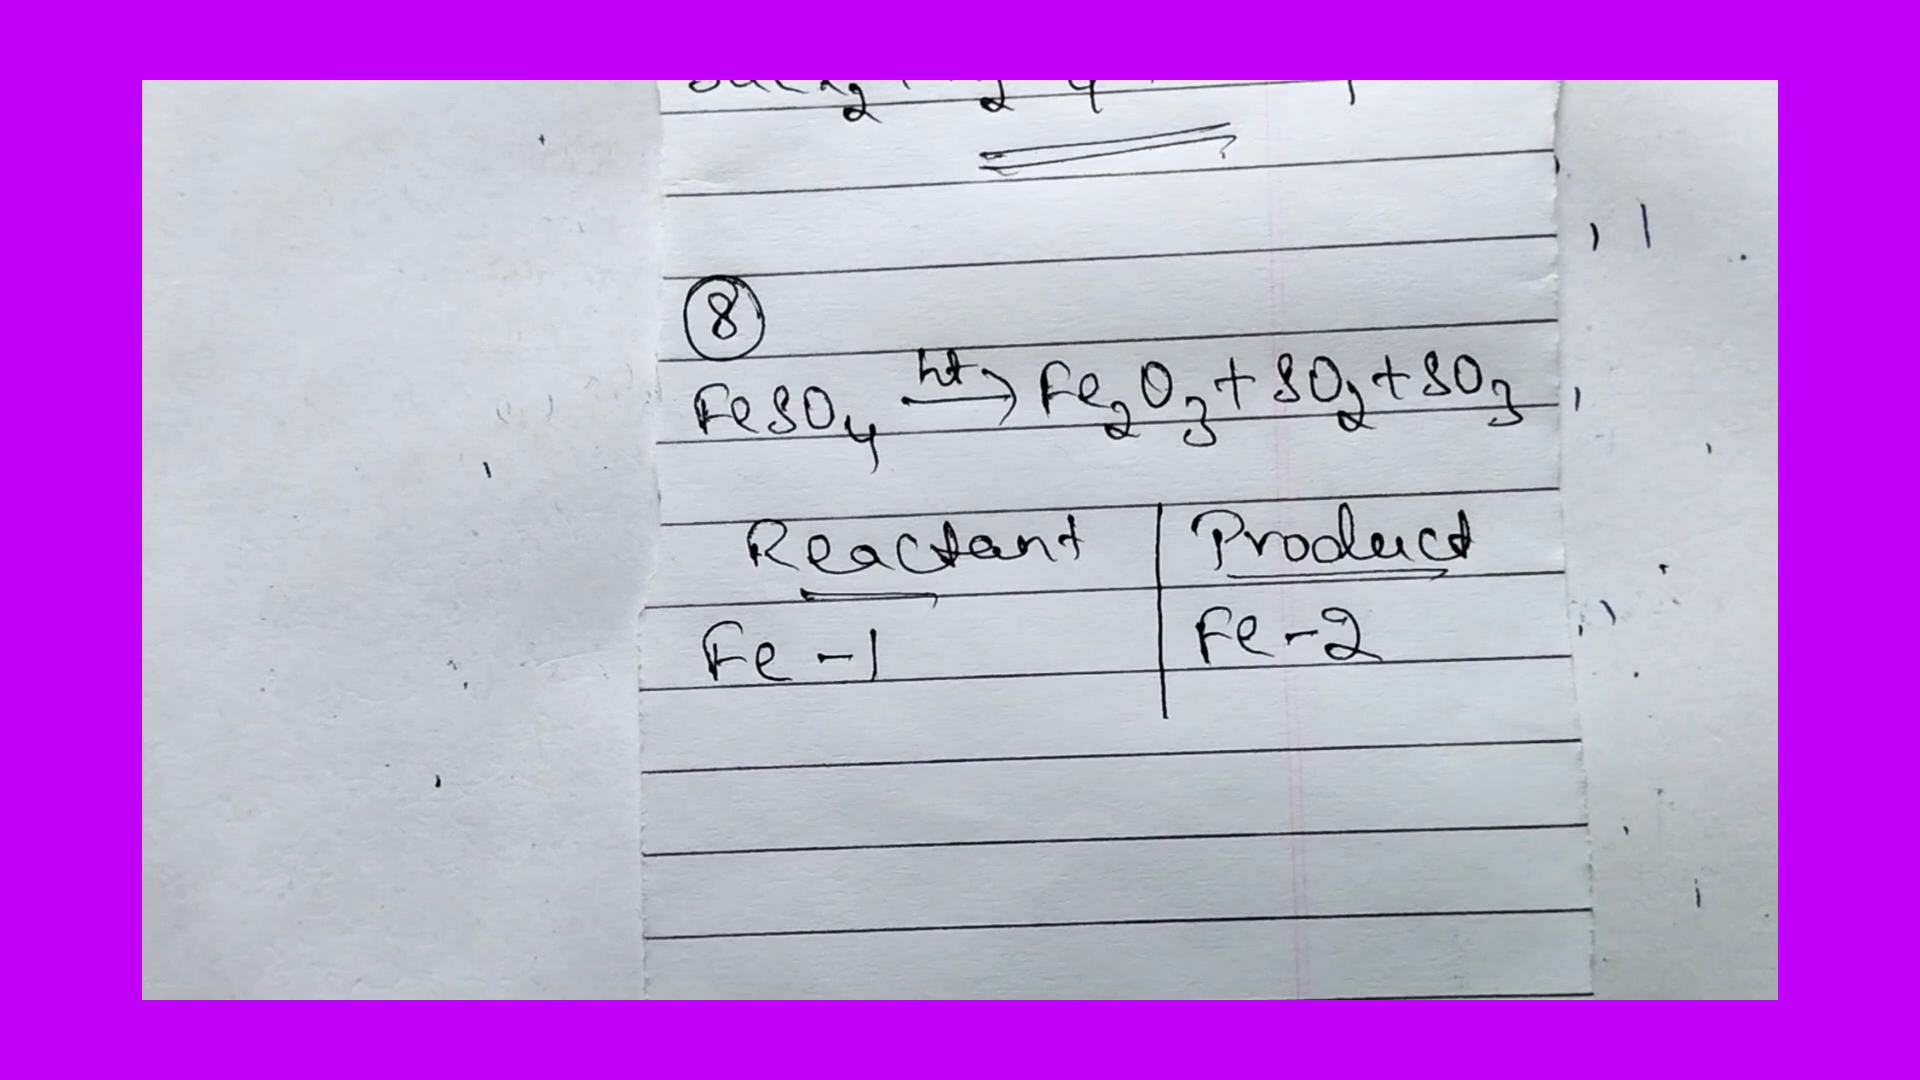 8
FeSO4 ht→ Fe2O3 + SO2 + SO3
Reactant Product
Fe - 1 Fe - 2